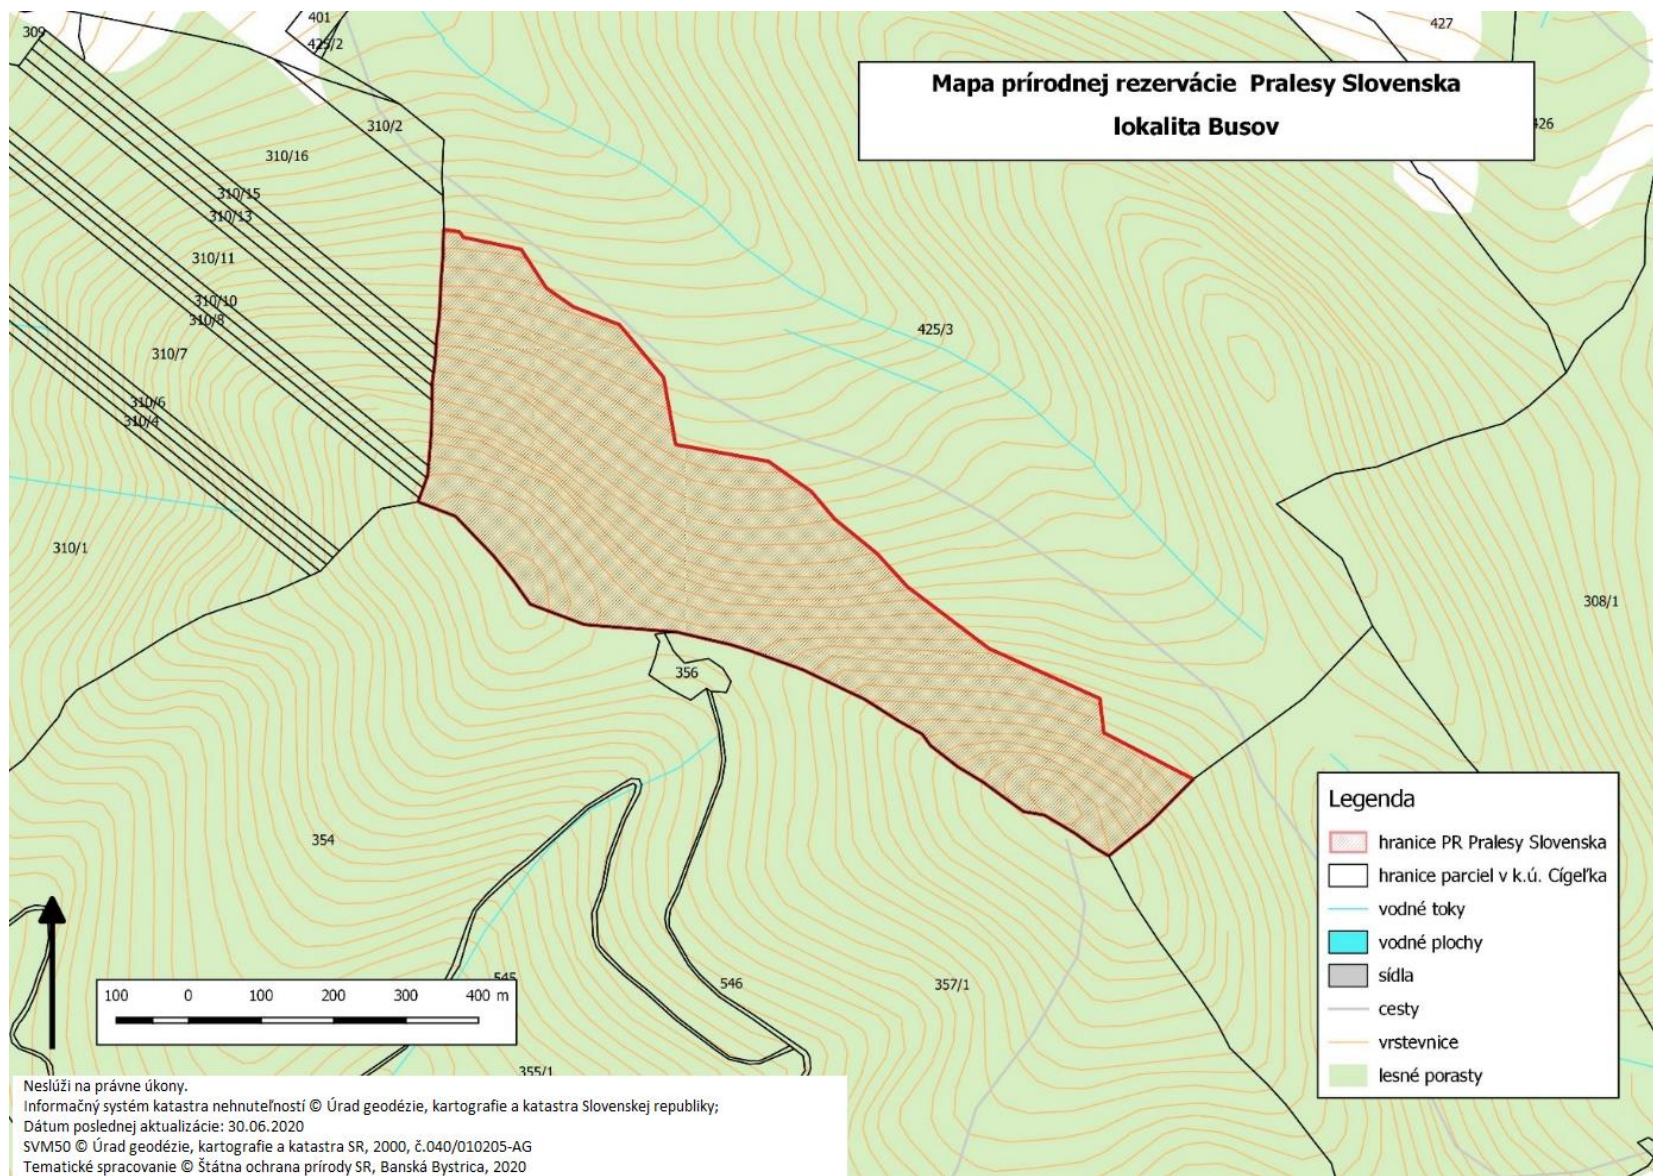 309
401
425/2
427
Mapa prírodnej rezervácie Pralesy Slovenska
lokalita Busov
426
310/2
310/16
310/15
310/13
310/11
310/10
310/8
425/3
310/7
310/6
310/4
310/1
308/1
356
354
Legenda
hranice PR Pralesy Slovenska
hranice parciel v k.ú. Cígeľka
vodné toky
vodné plochy
sídla
cesty
vrstevnice
lesné porasty
545
546
357/1
100 0 100 200 300 400 m
355/1
Neslúži na právne úkony.
Informačný systém katastra nehnuteľností © Úrad geodézie, kartografie a katastra Slovenskej republiky;
Dátum poslednej aktualizácie: 30.06.2020
SVM50 © Úrad geodézie, kartografie a katastra SR, 2000, č.040/010205-AG
Tematické spracovanie © Štátna ochrana prírody SR, Banská Bystrica, 2020